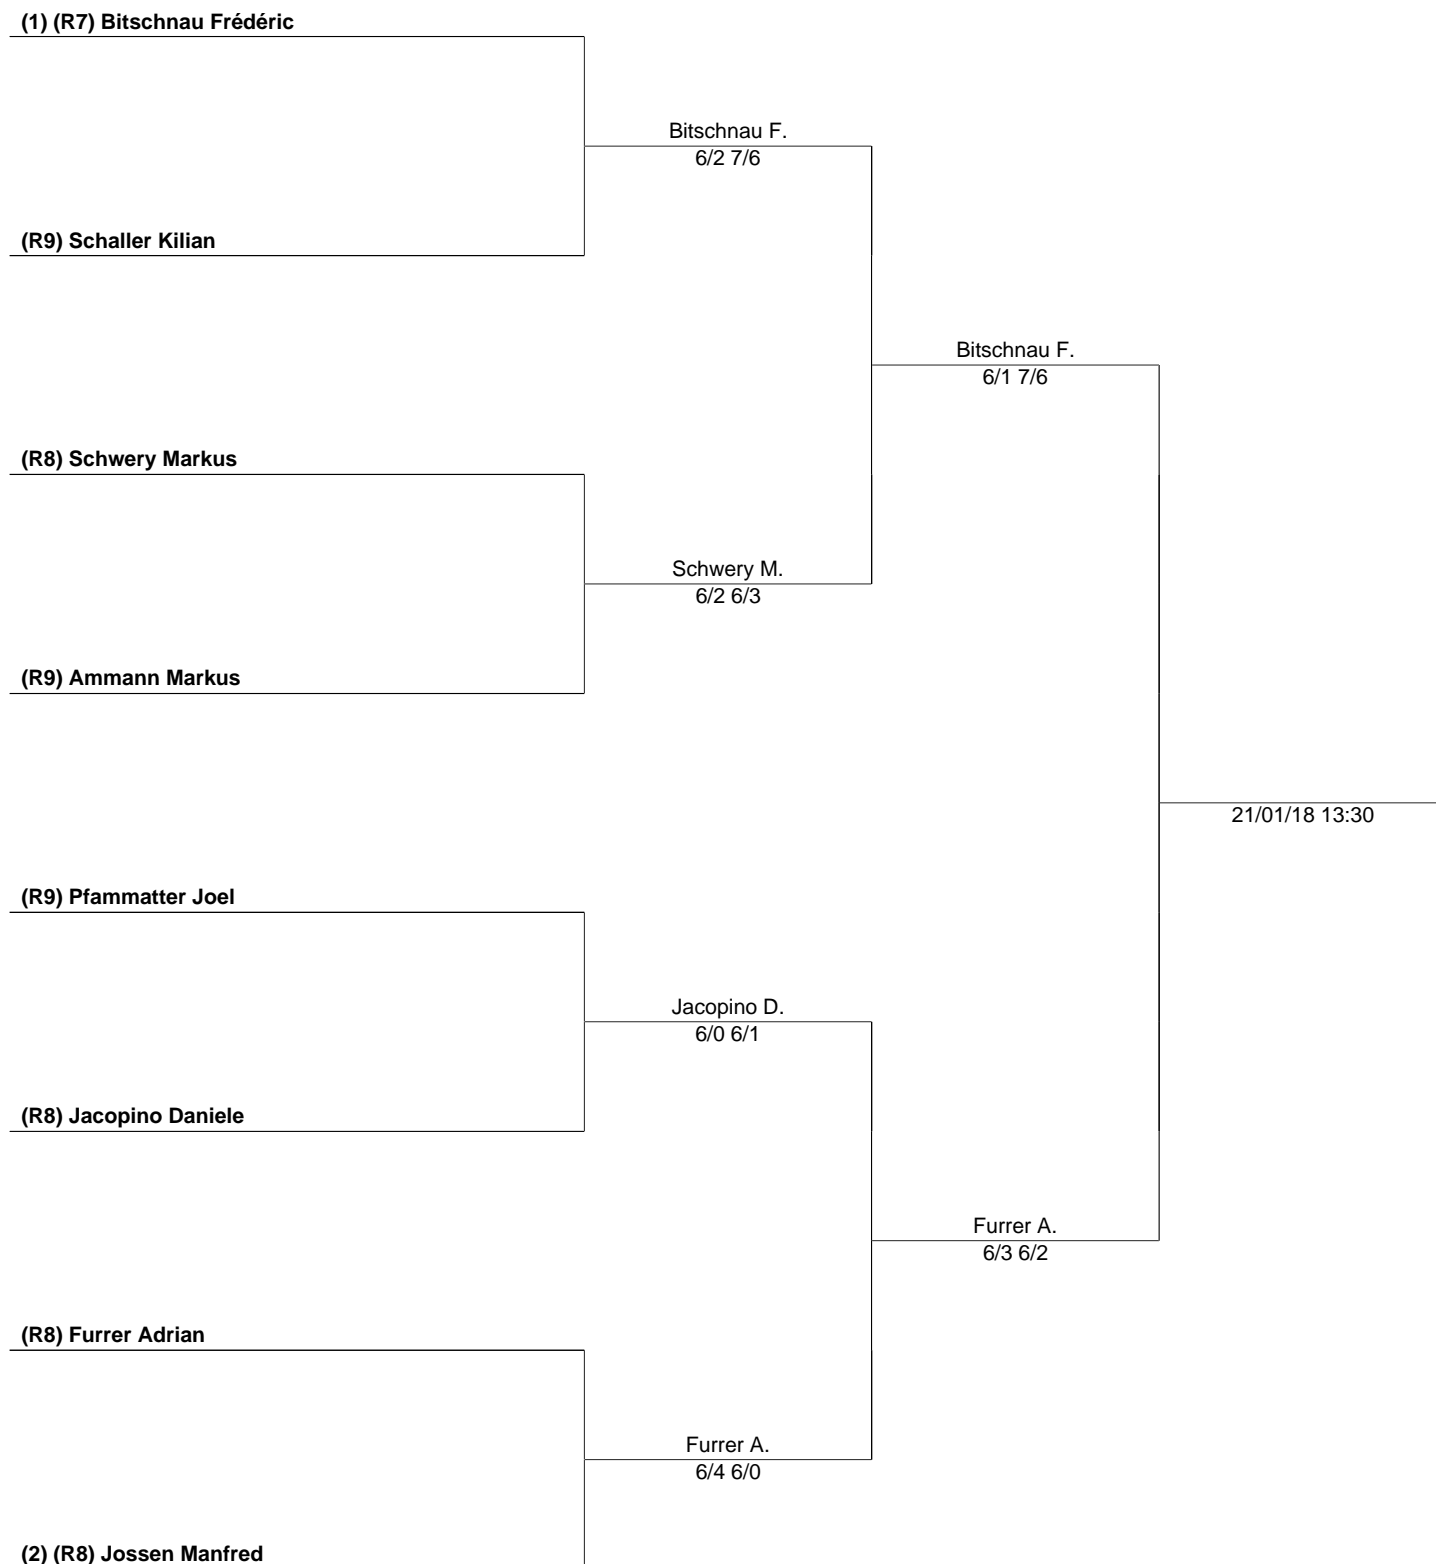 (1) (R7) Bitschnau Frédéric
Bitschnau F.
6/2 7/6
(R9) Schaller Kilian
Bitschnau F.
6/1 7/6
(R8) Schwery Markus
Schwery M.
6/2 6/3
(R9) Ammann Markus
21/01/18 13:30
(R9) Pfammatter Joel
Jacopino D.
6/0 6/1
(R8) Jacopino Daniele
Furrer A.
6/3 6/2
(R8) Furrer Adrian
Furrer A.
6/4 6/0
(2) (R8) Jossen Manfred